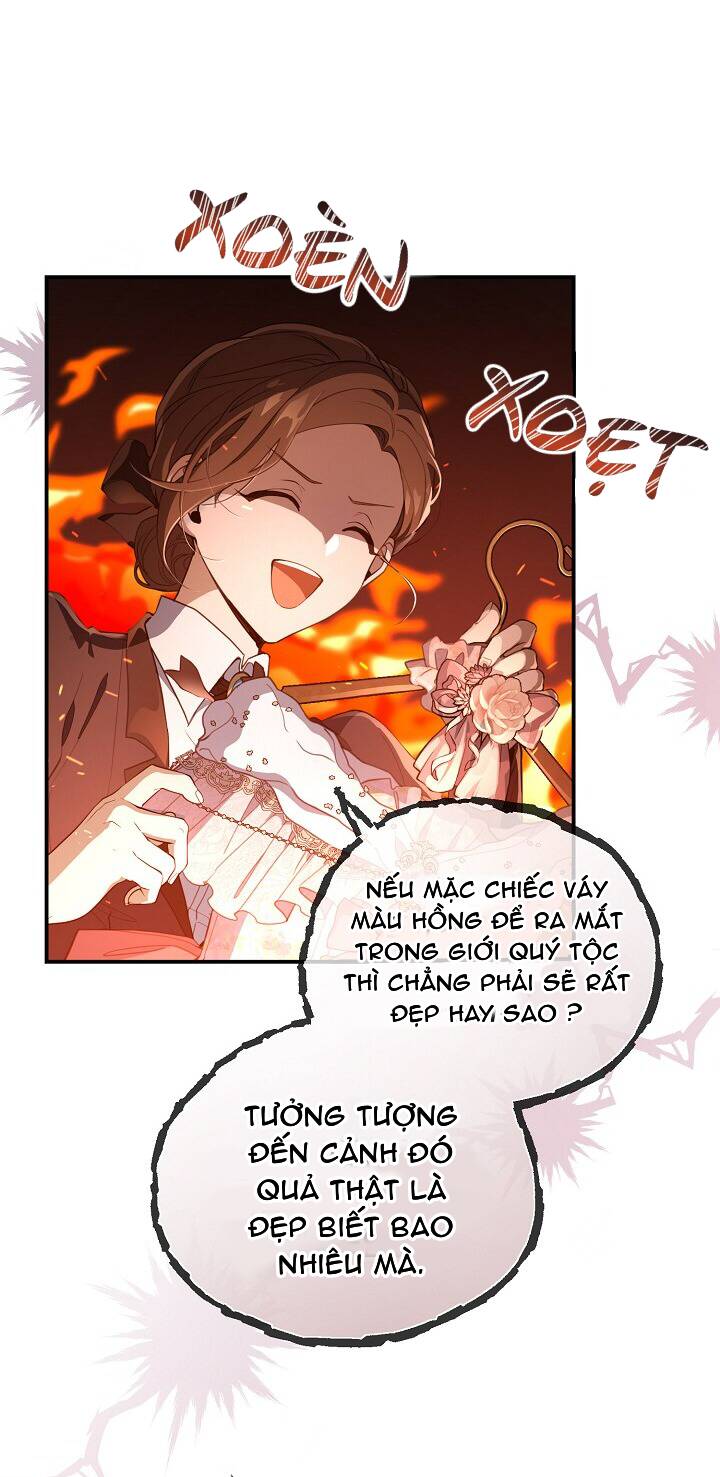 XOÈN
XOẸT
NẾU MẶC CHIẾC VÁY
MÀU HỒNG ĐỂ RA MẮT
TRONG GIỚI QUÝ TỘC
THÌ CHẲNG PHẢI SẼ RẤT
ĐẸP HAY SAO ?
TƯỞNG TƯỢNG
ĐẾN CẢNH ĐÓ
QUẢ THẬT LÀ
ĐẸP BIẾT BAO
NHIÊU MÀ.